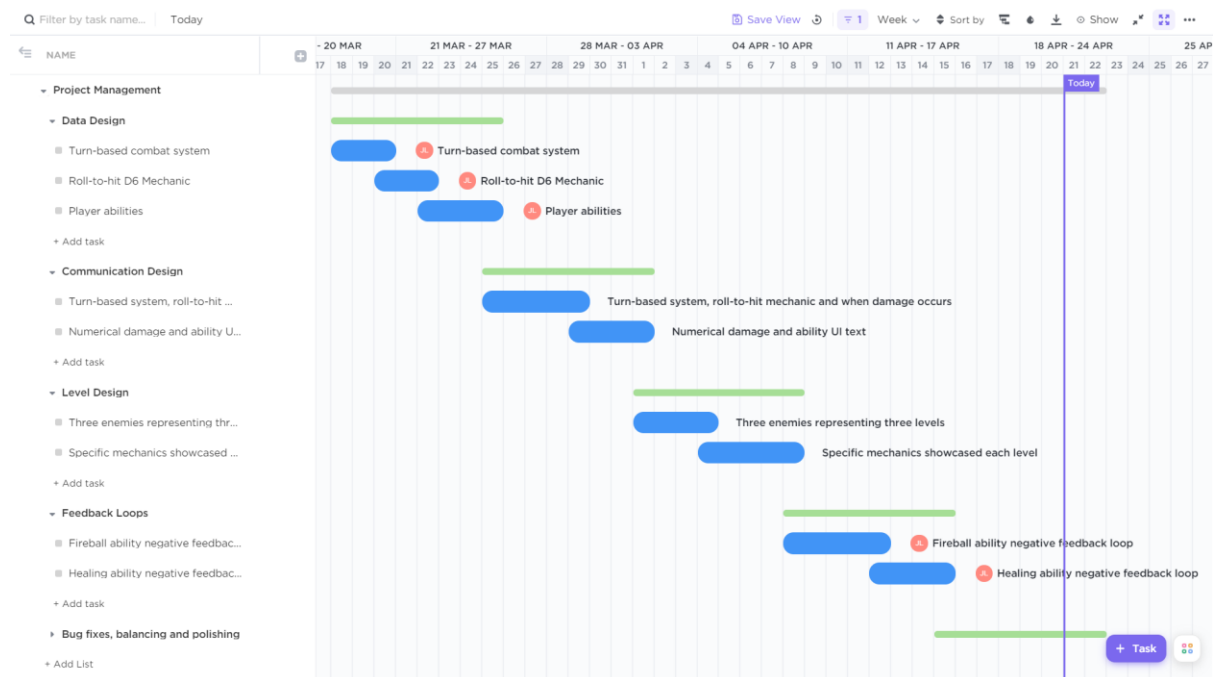 Filter by task name... Today Save View 1 Week Sort by Show
NAME
- 20 MAR 21 MAR - 27 MAR 28 MAR - 03 APR 04 APR - 10 APR 11 APR - 17 APR 18 APR - 24 APR 25 AP
17 18 19 20 21 22 23 24 25 26 27 28 29 30 31 1 2 3 4 5 6 7 8 9 10 11 12 13 14 15 16 17 18 19 20 21 22 23 24 25 26 27
Today
Project Management
Data Design
Turn-based combat system JL Turn-based combat system
Roll-to-hit D6 Mechanic JL Roll-to-hit D6 Mechanic
Player abilities JL Player abilities
+ Add task
Communication Design
Turn-based system, roll-to-hit ... Turn-based system, roll-to-hit mechanic and when damage occurs
Numerical damage and ability U... Numerical damage and ability UI text
+ Add task
Level Design
Three enemies representing thr... Three enemies representing three levels
Specific mechanics showcased ... Specific mechanics showcased each level
+ Add task
Feedback Loops
Fireball ability negative feedbac... JL Fireball ability negative feedback loop
Healing ability negative feedbac... JL Healing ability negative feedback loop
+ Add task
Bug fixes, balancing and polishing
+ Task
+ Add List